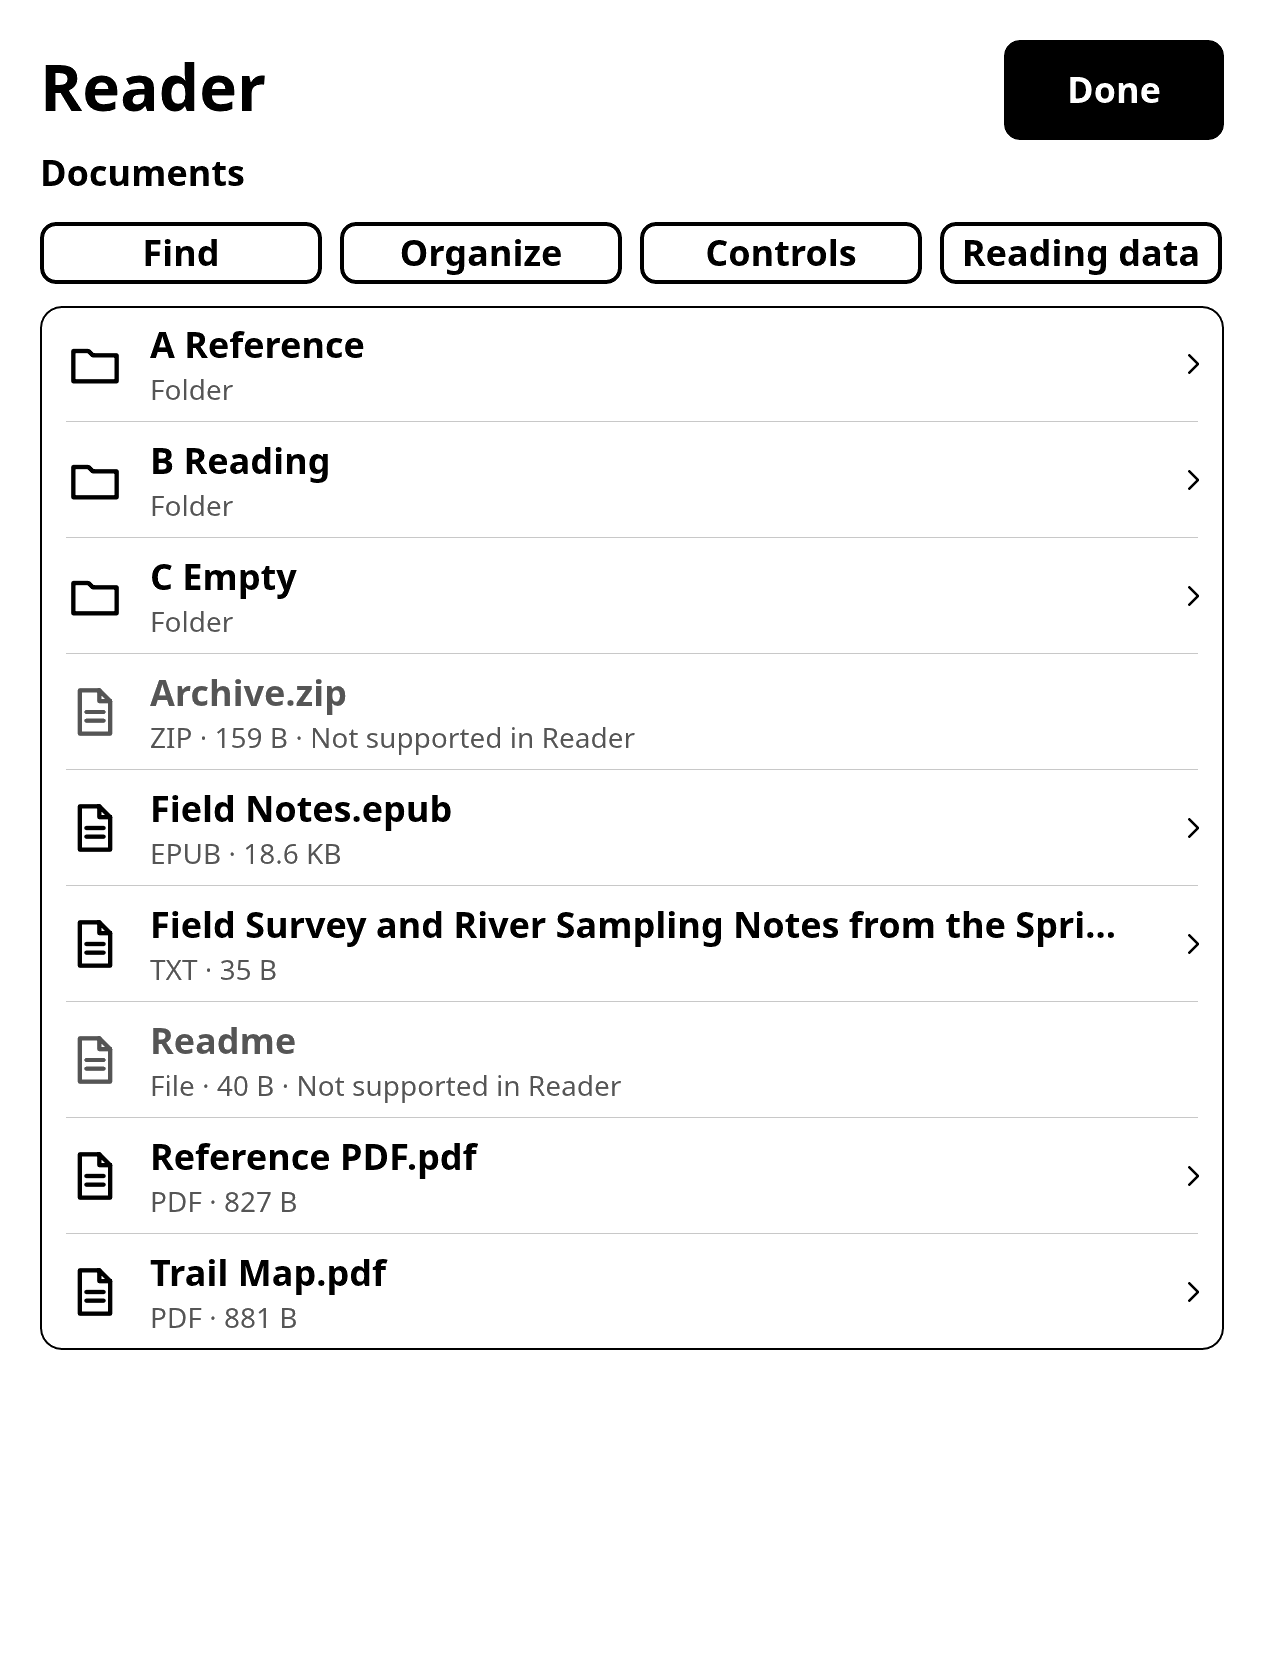 Reader
Done
Documents
Find
Organize
Controls
Reading data
A Reference
Folder
B Reading
Folder
C Empty
Folder
Archive.zip
ZIP · 159 B · Not supported in Reader
Field Notes.epub
EPUB · 18.6 KB
Field Survey and River Sampling Notes from the Spri...
TXT · 35 B
Readme
File · 40 B · Not supported in Reader
Reference PDF.pdf
PDF · 827 B
Trail Map.pdf
PDF · 881 B